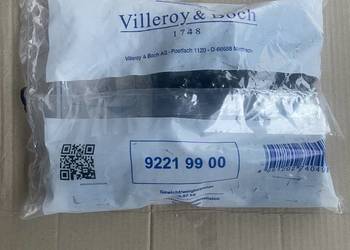 Villeroy & Boch
1748
Villeroy & Boch AG - Postfach 1120 - D-66688 Mettlach
9221 99 00